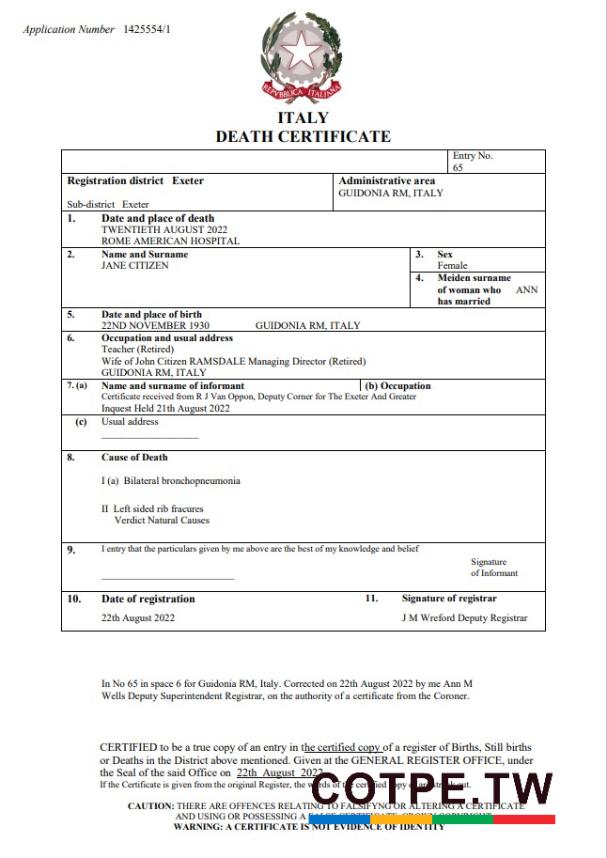 Application Number 1425554/1
REPVBBLICA ITALIANA
ITALY
DEATH CERTIFICATE
Entry No.
65
Registration district Exeter
Sub-district Exeter
Administrative area
GUIDONIA RM, ITALY
1. Date and place of death
TWENTIETH AUGUST 2022
ROME AMERICAN HOSPITAL
2. Name and Surname
JANE CITIZEN
3. Sex
Female
4. Meiden surname
of woman who ANN
has married
5. Date and place of birth
22ND NOVEMBER 1930 GUIDONIA RM, ITALY
6. Occupation and usual address
Teacher (Retired)
Wife of John Citizen RAMSDALE Managing Director (Retired)
GUIDONIA RM, ITALY
7. (a) Name and surname of informant (b) Occupation
Certificate received from R J Van Oppon, Deputy Corner for The Exeter And Greater
Inquest Held 21th August 2022
(c) Usual address
8. Cause of Death
I (a) Bilateral bronchopneumonia
II Left sided rib fracures
Verdict Natural Causes
9. I entry that the particulars given by me above are the best of my knowledge and belief
Signature
of Informant
10. Date of registration
22th August 2022
11. Signature of registrar
J M Wreford Deputy Registrar
In No 65 in space 6 for Guidonia RM, Italy. Corrected on 22th August 2022 by me Ann M
Wells Deputy Superintendent Registrar, on the authority of a certificate from the Coroner.
CERTIFIED to be a true copy of an entry in the certified copy of a register of Births, Still births
or Deaths in the District above mentioned. Given at the GENERAL REGISTER OFFICE, under
the Seal of the said Office on 22th August 2022
If the Certificate is given from the original Register, the words of the certified copy are struck out.
COTPE.TW
CAUTION: THERE ARE OFFENCES RELATING TO FALSIFYNG OR ALTERING A CERTIFICATE
AND USING OR POSSESSING A
WARNING: A CERTIFICATE IS NOT EVIDENCE OF IDENTITY